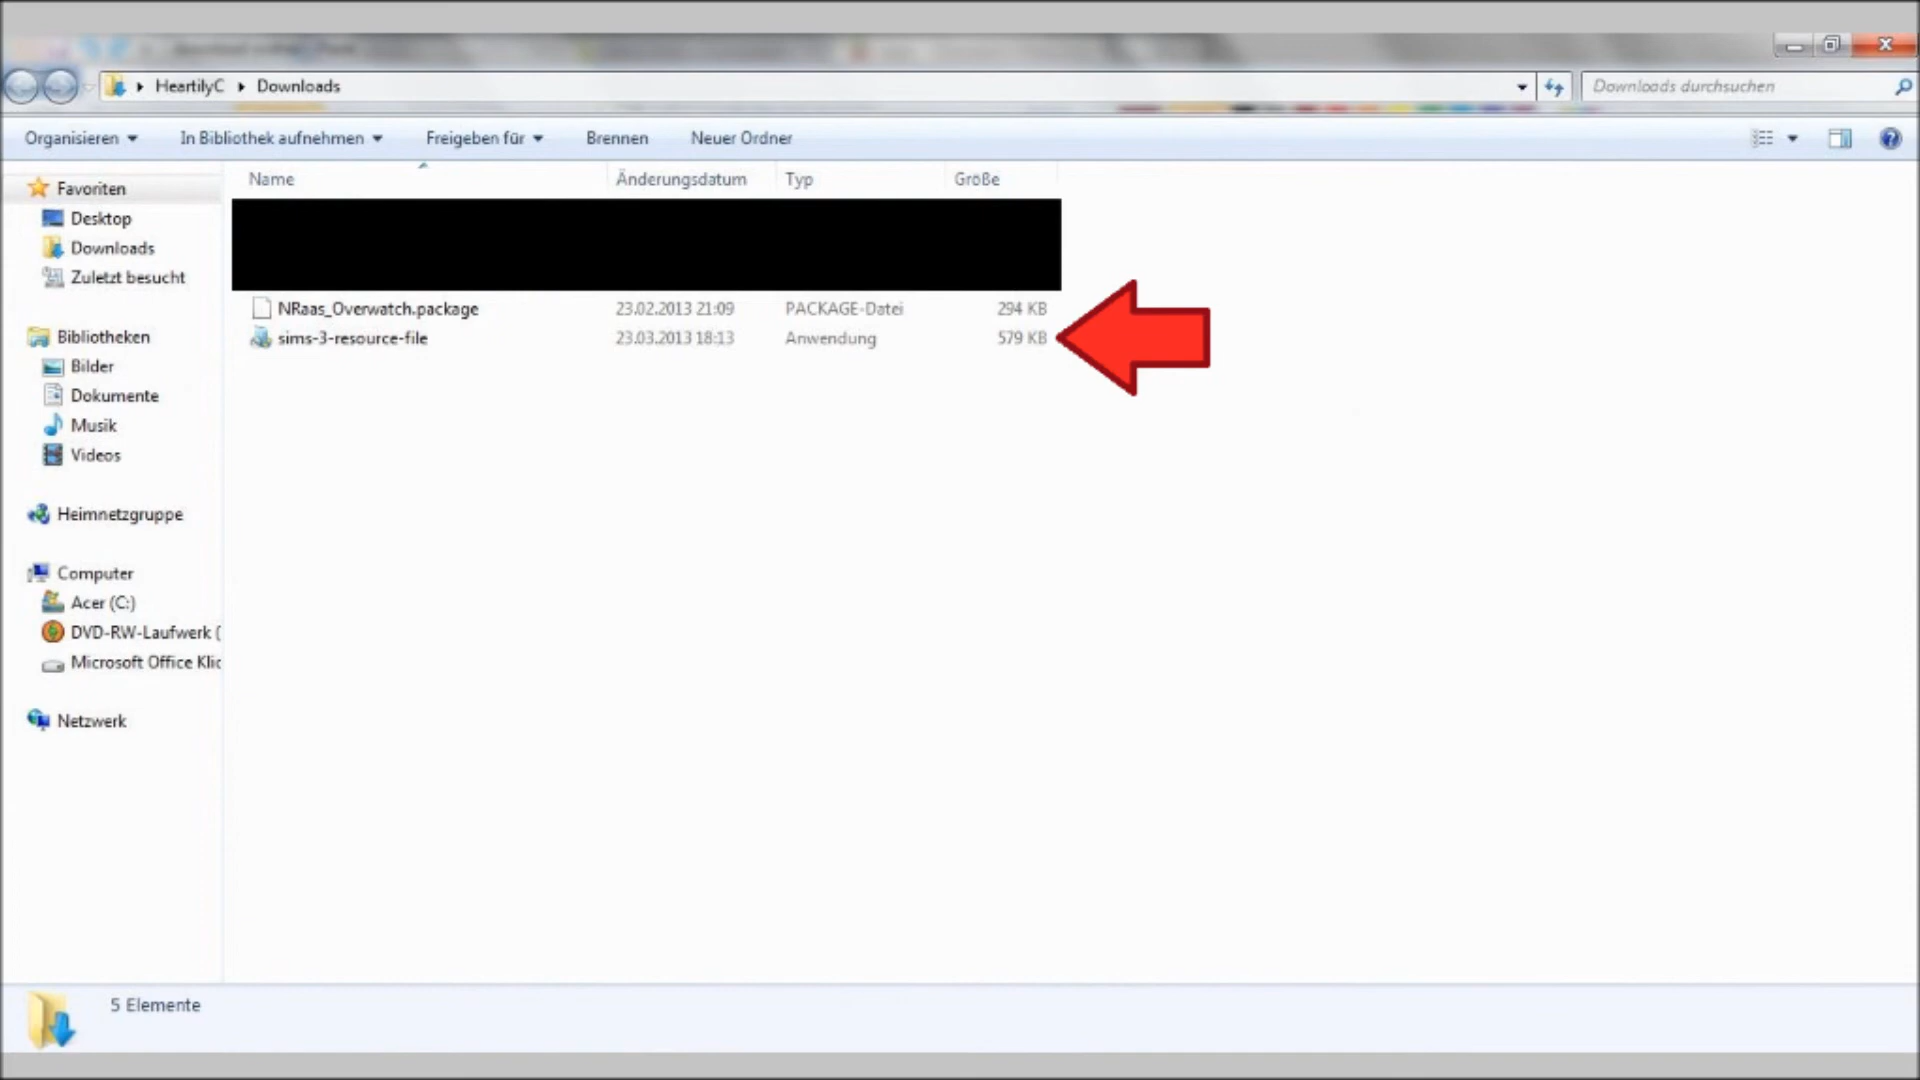 HeartilyC Downloads
Downloads durchsuchen
Organisieren In Bibliothek aufnehmen Freigeben für Brennen Neuer Ordner
Name Änderungsdatum Typ Größe
Favoriten
Desktop
Downloads
Zuletzt besucht
Bibliotheken
Bilder
Dokumente
Musik
Videos
Heimnetzgruppe
Computer
Acer (C:)
DVD-RW-Laufwerk (
Microsoft Office Klic
Netzwerk
NRaas_Overwatch.package 23.02.2013 21:09 PACKAGE-Datei 294 KB
sims-3-resource-file 23.03.2013 18:13 Anwendung 579 KB
5 Elemente